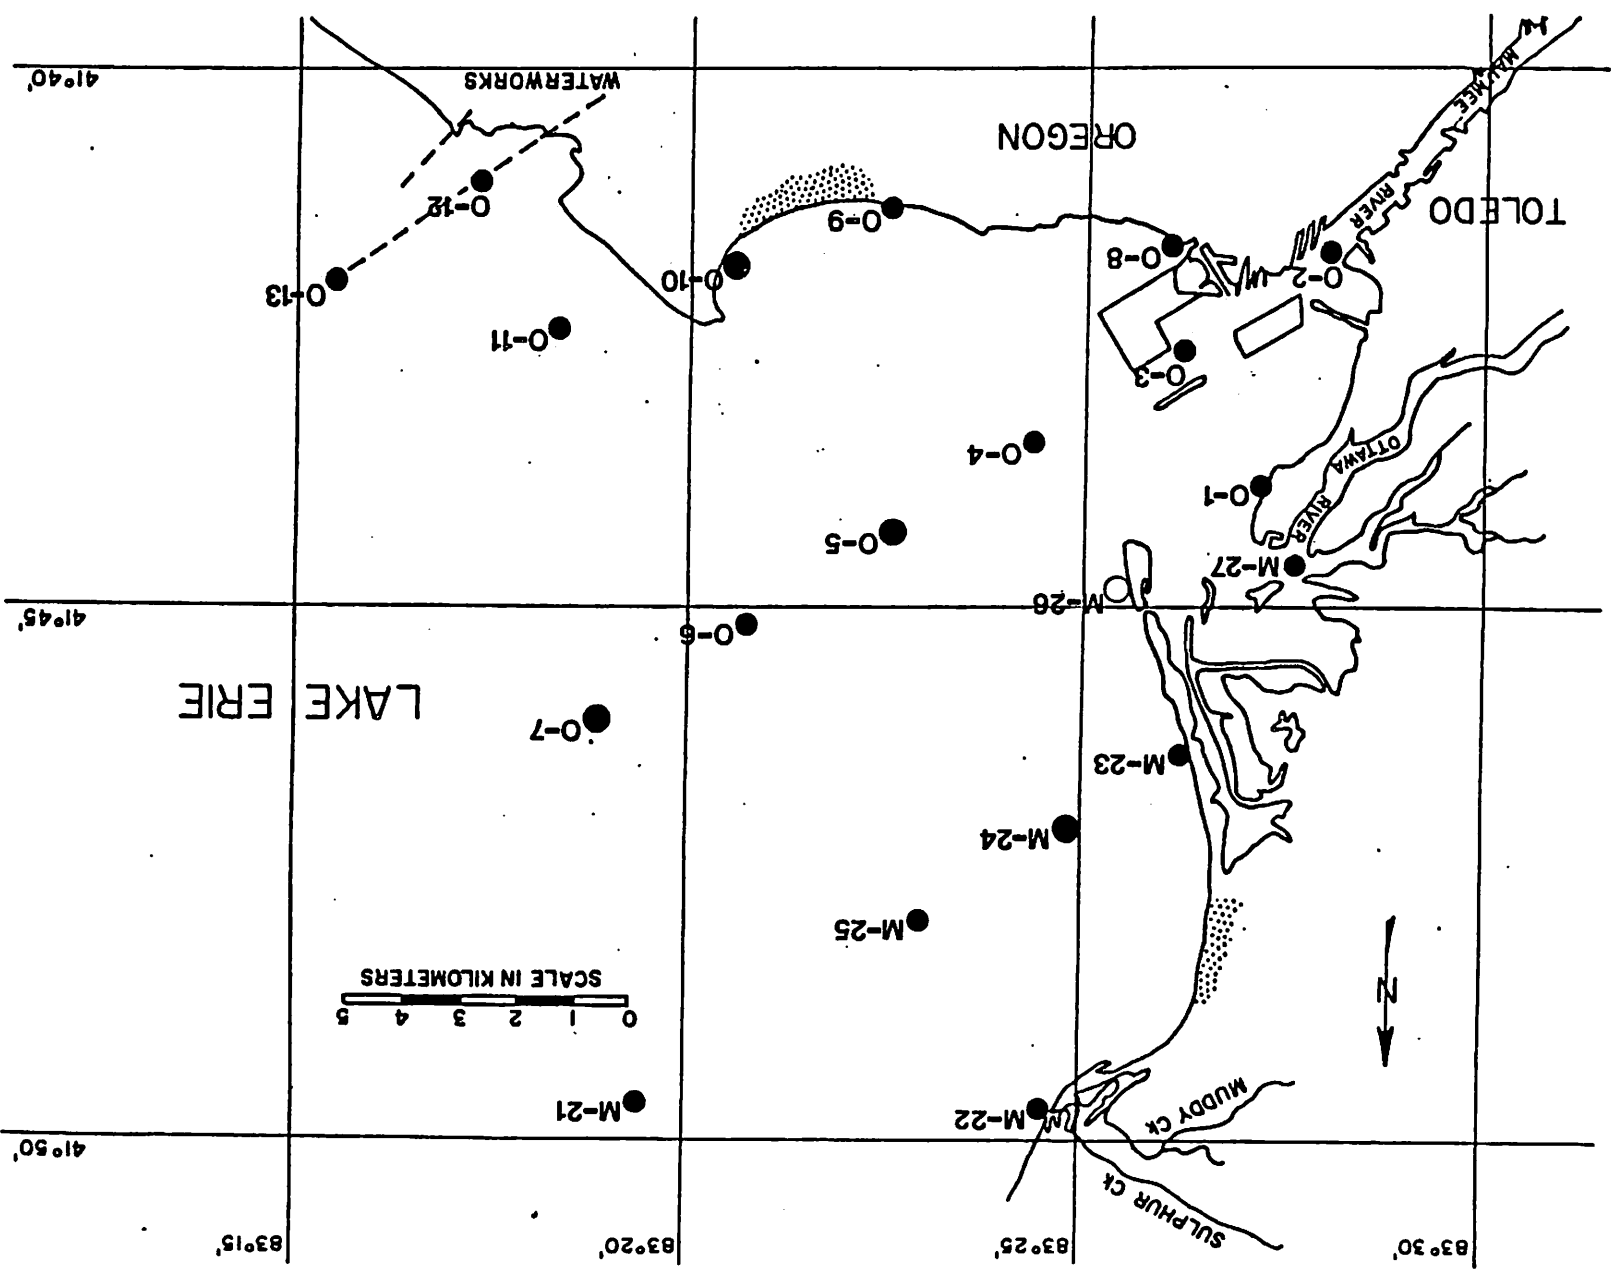 83°30'
83°25'
83°20'
83°15'
SULPHUR Ck
MUDDY Ck
41°50'
M-22
M-21
N
0 1 2 3 4 5
SCALE IN KILOMETERS
M-25
M-24
M-23
O-7
LAKE ERIE
O-6
41°45'
M-26
M-27
O-5
O-1
OTTAWA
RIVER
O-4
O-3
O-11
O-2
O-8
O-10
O-13
O-9
O-12
TOLEDO
MAUMEE
RIVER
OREGON
WATERWORKS
41°40'